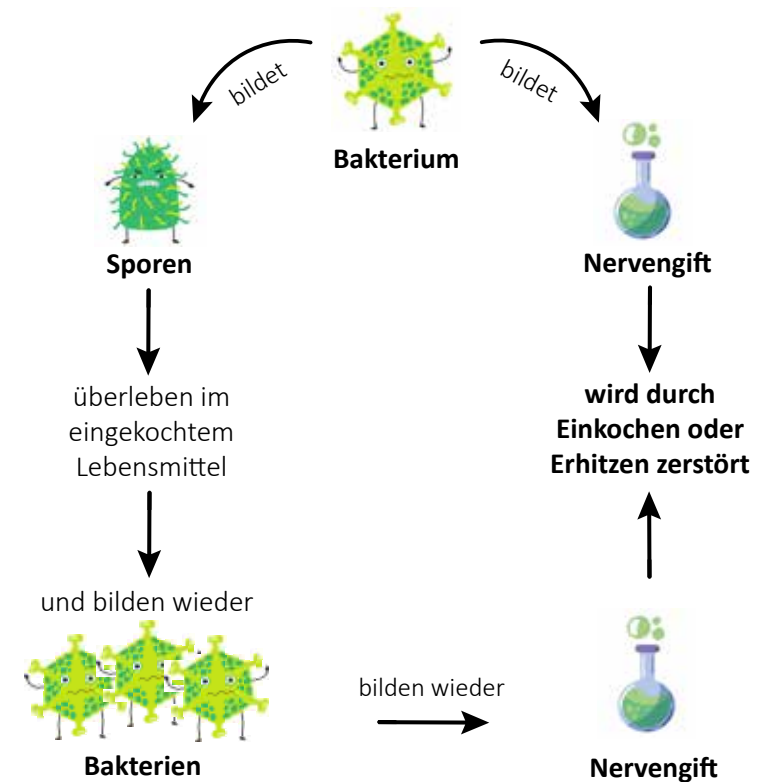 bildet
bildet
Bakterium
Sporen
Nervengift
überleben im
eingekochtem
Lebensmittel
wird durch
Einkochen oder
Erhitzen zerstört
und bilden wieder
bilden wieder
Bakterien
Nervengift